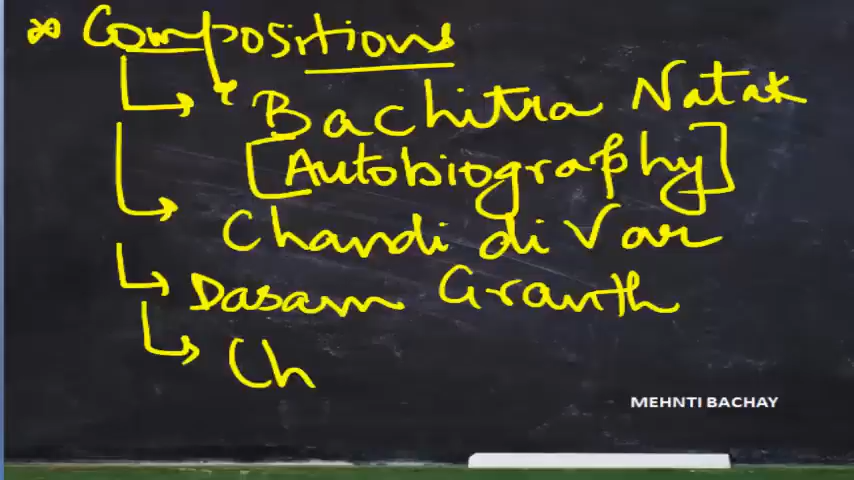 * Compositions
Bachitra Natak
[Autobiography]
Chandi di Var
Dasam Granth
Ch
MEHNTI BACHAY